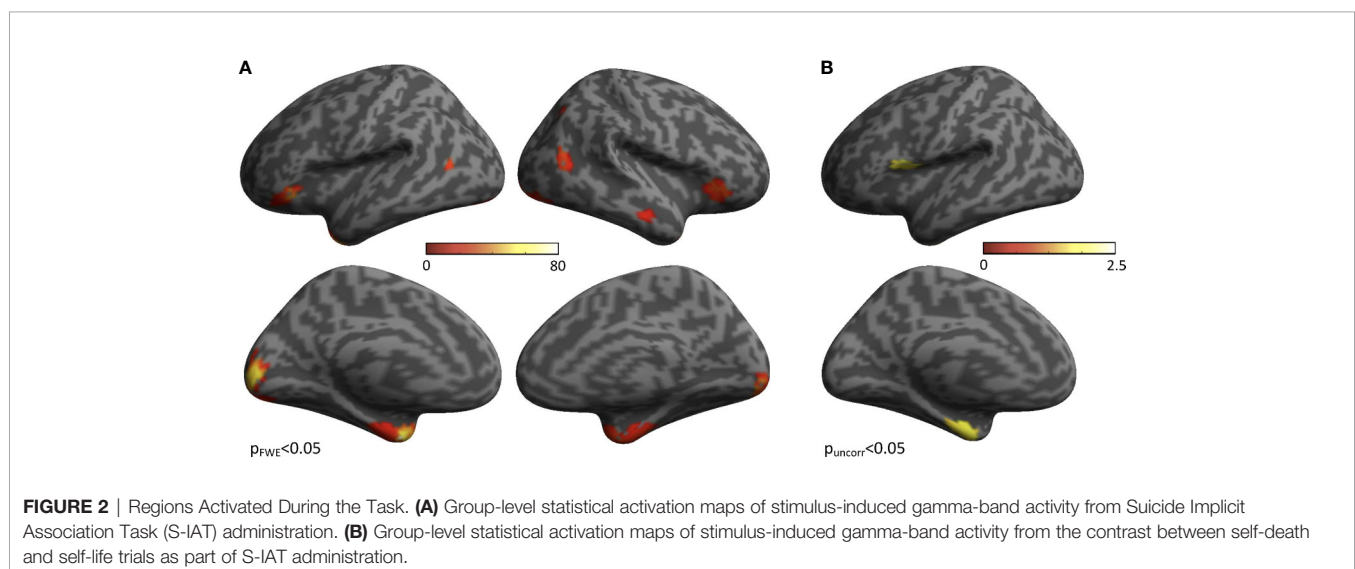 A
B
0
80
0
2.5
pFWE<0.05
puncorr<0.05
FIGURE 2 | Regions Activated During the Task. (A) Group-level statistical activation maps of stimulus-induced gamma-band activity from Suicide Implicit
Association Task (S-IAT) administration. (B) Group-level statistical activation maps of stimulus-induced gamma-band activity from the contrast between self-death
and self-life trials as part of S-IAT administration.